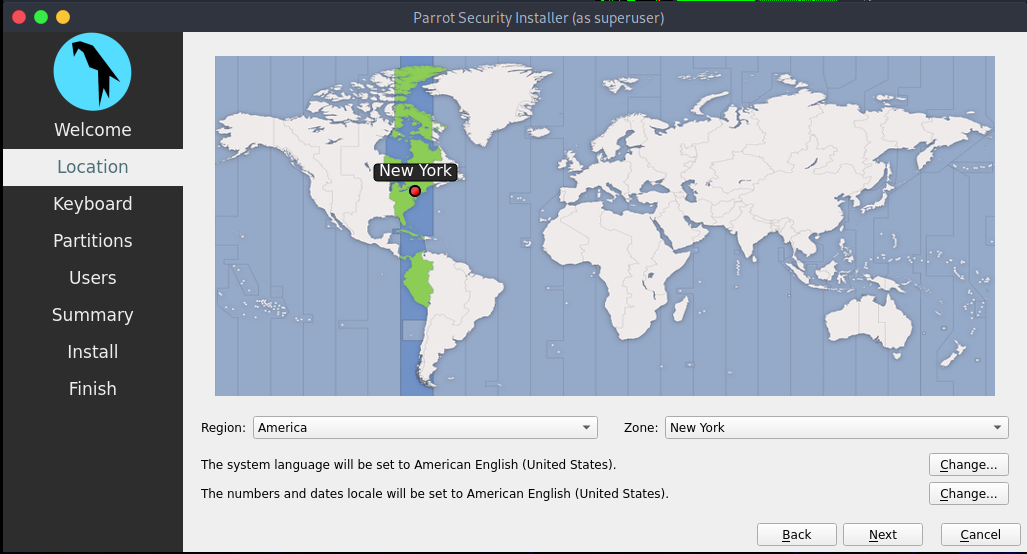 Parrot Security Installer (as superuser)
Welcome
Location
Keyboard
Partitions
Users
Summary
Install
Finish
New York
Region: America Zone: New York
The system language will be set to American English (United States). Change...
The numbers and dates locale will be set to American English (United States). Change...
Back Next Cancel